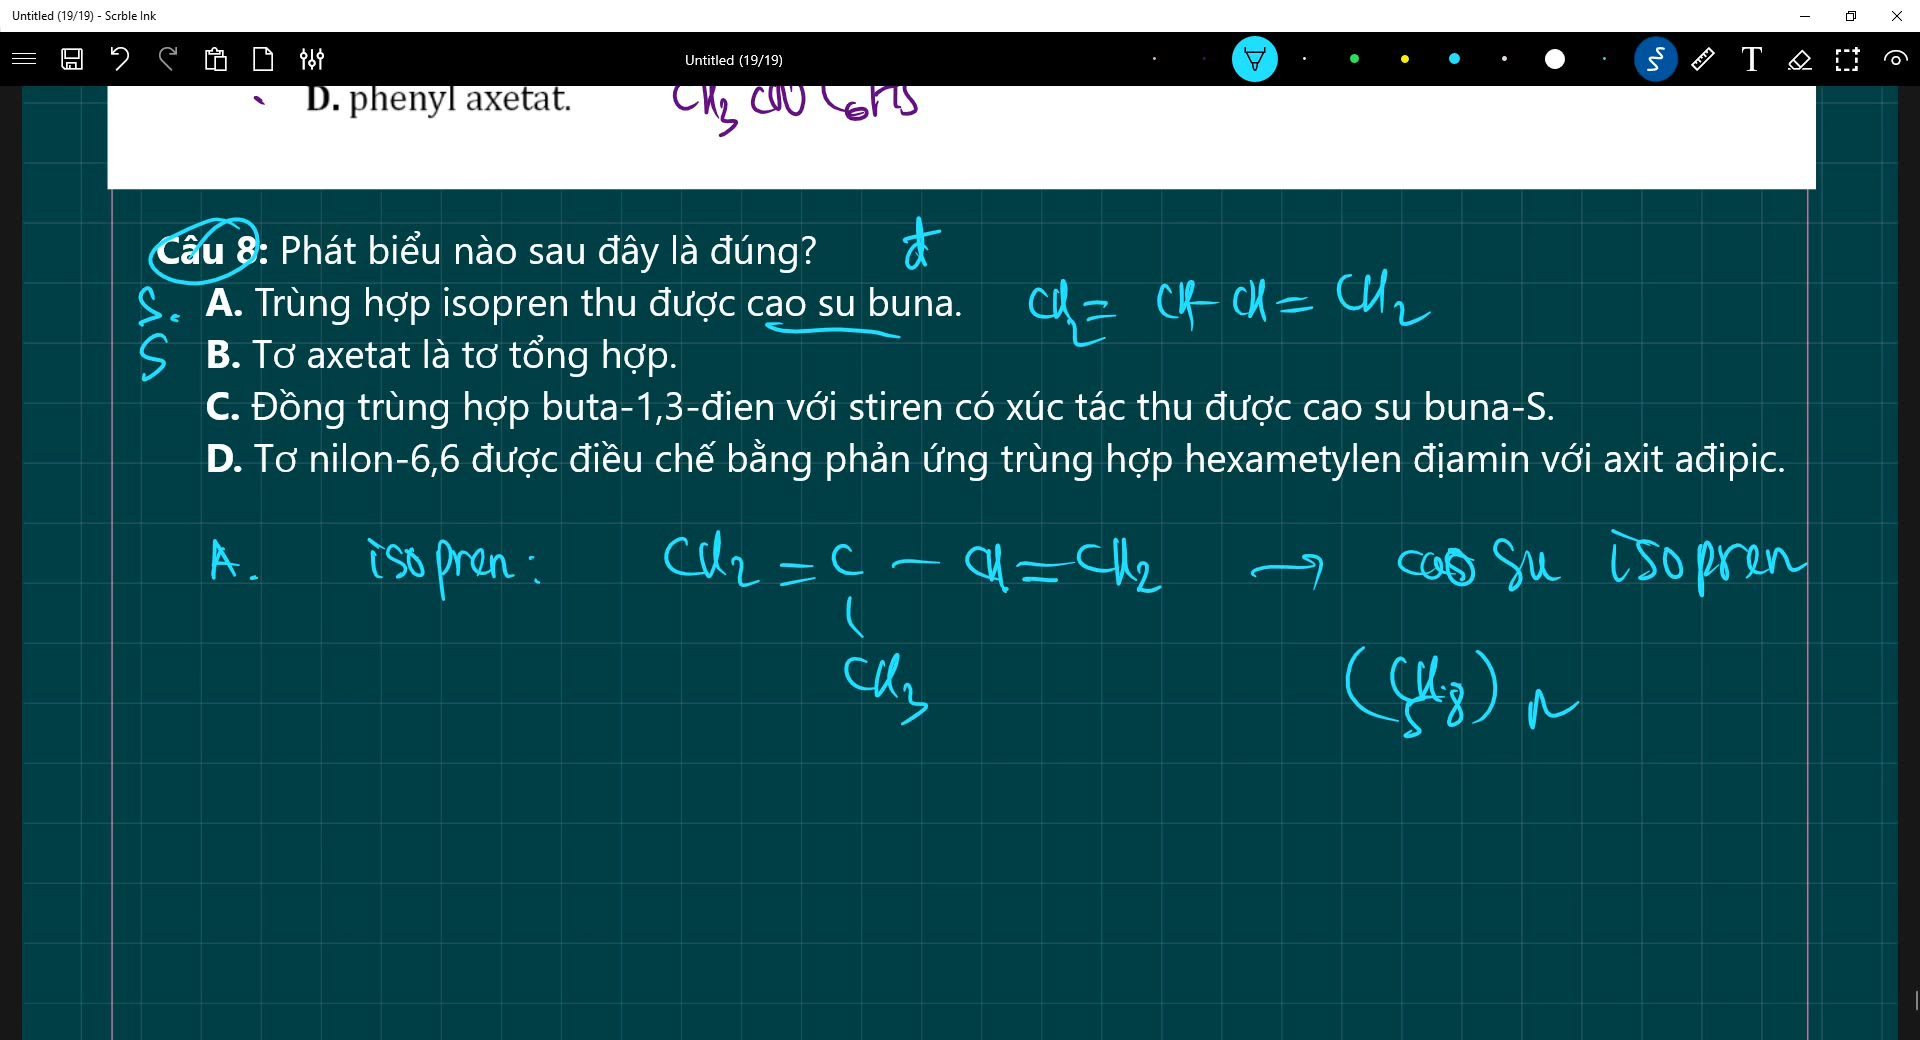 Untitled (19/19) - Scrble Ink
Untitled (19/19)
D. phenyl axetat. CH3 COO C6H5
Câu 8: Phát biểu nào sau đây là đúng? đ
S. A. Trùng hợp isopren thu được cao su buna. CH2 = CH - CH = CH2
S B. Tơ axetat là tơ tổng hợp.
C. Đồng trùng hợp buta-1,3-đien với stiren có xúc tác thu được cao su buna-S.
D. Tơ nilon-6,6 được điều chế bằng phản ứng trùng hợp hexametylen địamin với axit ađipic.
A. isopren: CH2 = C - CH = CH2 → cao su isopren
CH3
(C5H8) n